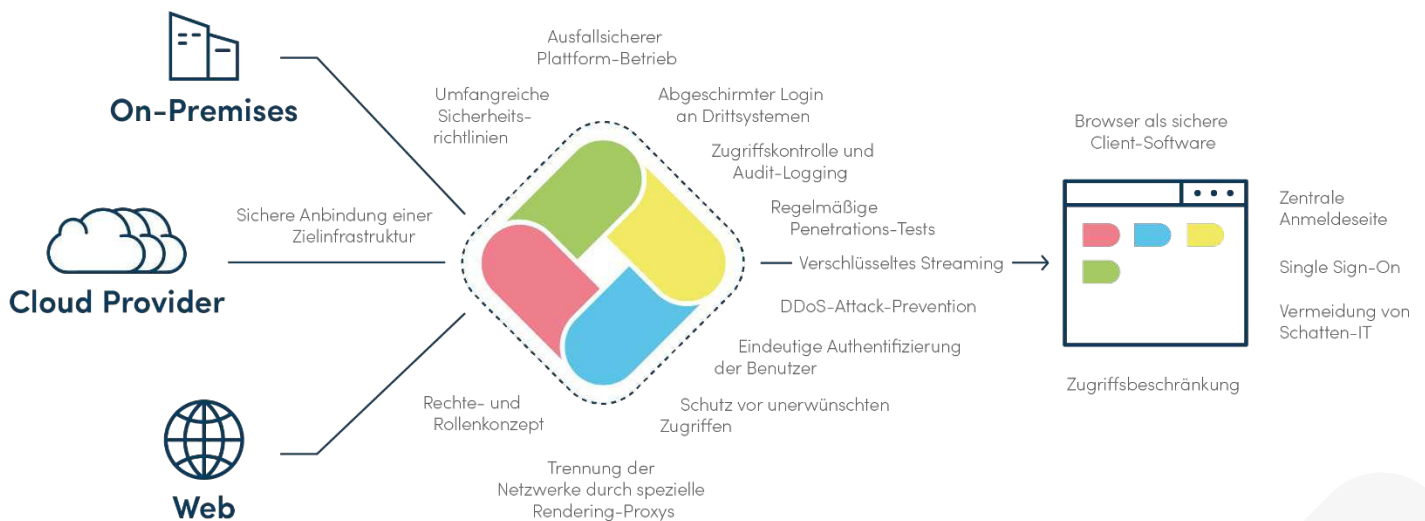 On-Premises
Cloud Provider
Web
Sichere Anbindung einer
Zielinfrastruktur
Ausfallsicherer
Plattform-Betrieb
Umfangreiche
Sicherheits-
richtlinien
Abgeschirmter Login
an Drittsystemen
Zugriffskontrolle und
Audit-Logging
Regelmäßige
Penetrations-Tests
Verschlüsseltes Streaming
DDoS-Attack-Prevention
Eindeutige Authentifizierung
der Benutzer
Schutz vor unerwünschten
Zugriffen
Rechte- und
Rollenkonzept
Trennung der
Netzwerke durch spezielle
Rendering-Proxys
Browser als sichere
Client-Software
Zentrale
Anmeldeseite
Single Sign-On
Vermeidung von
Schatten-IT
Zugriffsbeschränkung